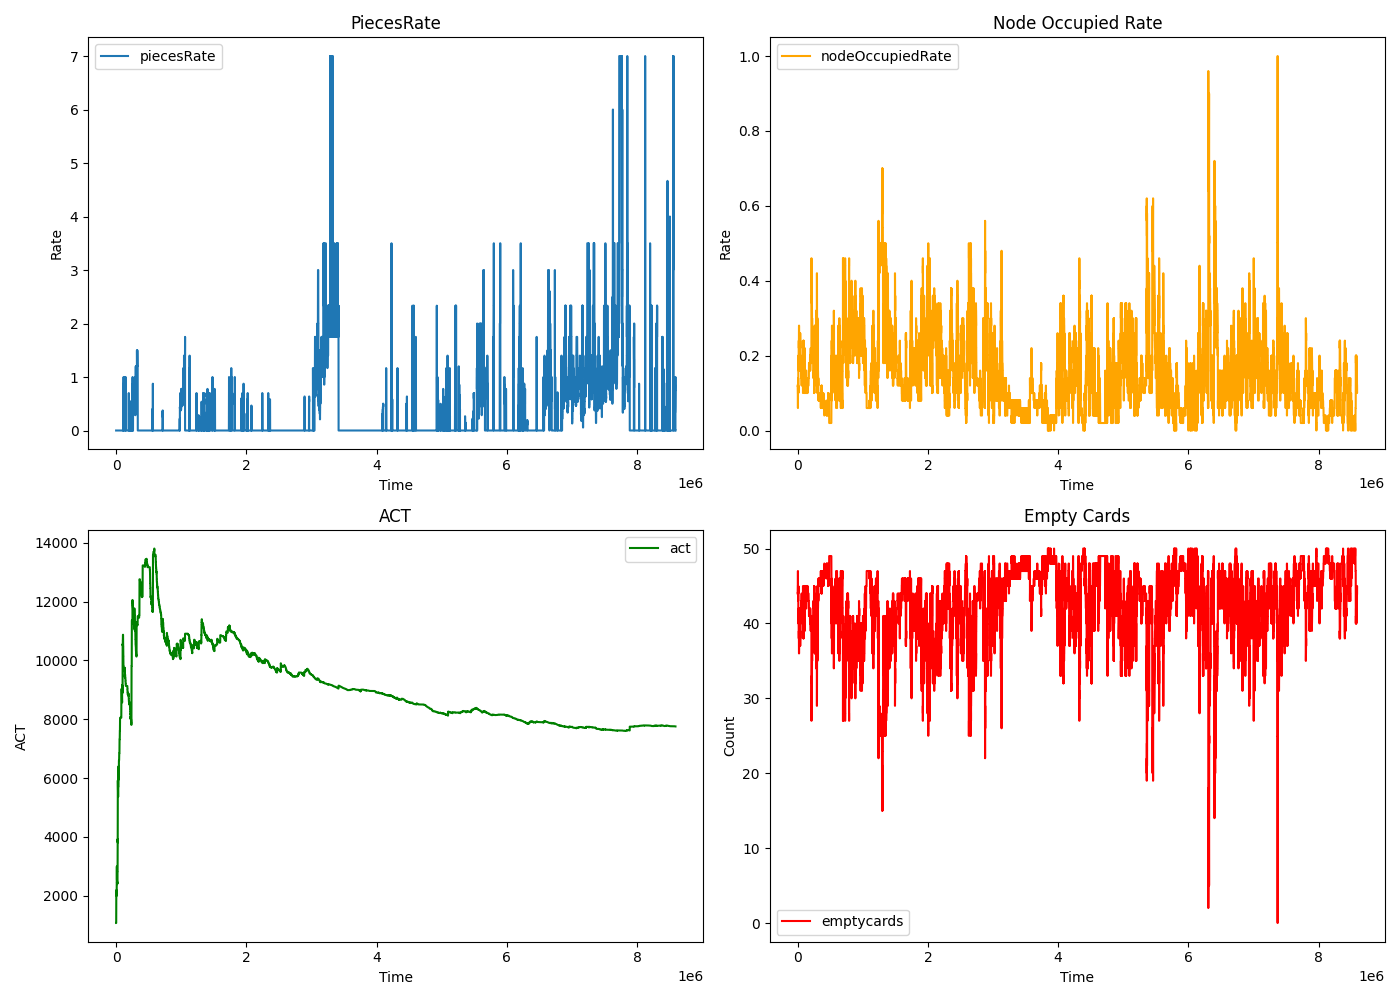 PiecesRate
7
6
5
4
3
2
1
0
Rate
piecesRate
0 2 4 6 8
1e6
Time
Node Occupied Rate
1.0
0.8
0.6
0.4
0.2
0.0
Rate
nodeOccupiedRate
0 2 4 6 8
1e6
Time
ACT
14000
12000
10000
8000
6000
4000
2000
ACT
act
0 2 4 6 8
1e6
Time
Empty Cards
50
40
30
20
10
0
Count
emptycards
0 2 4 6 8
1e6
Time